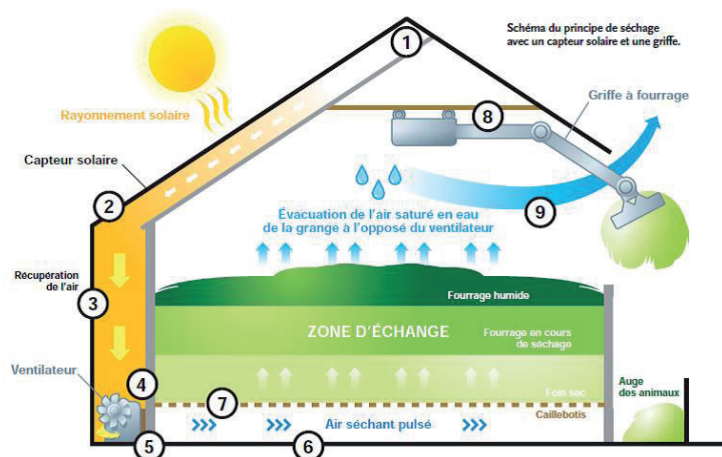 Schéma du principe de séchage
avec un capteur solaire et une griffe.
1
8
Griffe à fourrage
Rayonnement solaire
Capteur solaire
2
9
Évacuation de l'air saturé en eau
de la grange à l'opposé du ventilateur
Récupération
de l'air
3
Fourrage humide
ZONE D'ÉCHANGE
Fourrage en cours
de séchage
Ventilateur
4
7
Foin sec
Caillebotis
Auge
des animaux
5
6
Air séchant pulsé